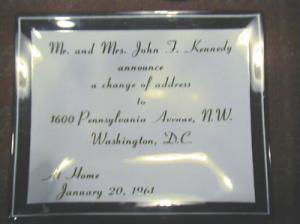 Mr. and Mrs. John F. Kennedy
announce
a change of address
to
1600 Pennsylvania Avenue, N.W.
Washington, D.C.
At Home
January 20, 1961